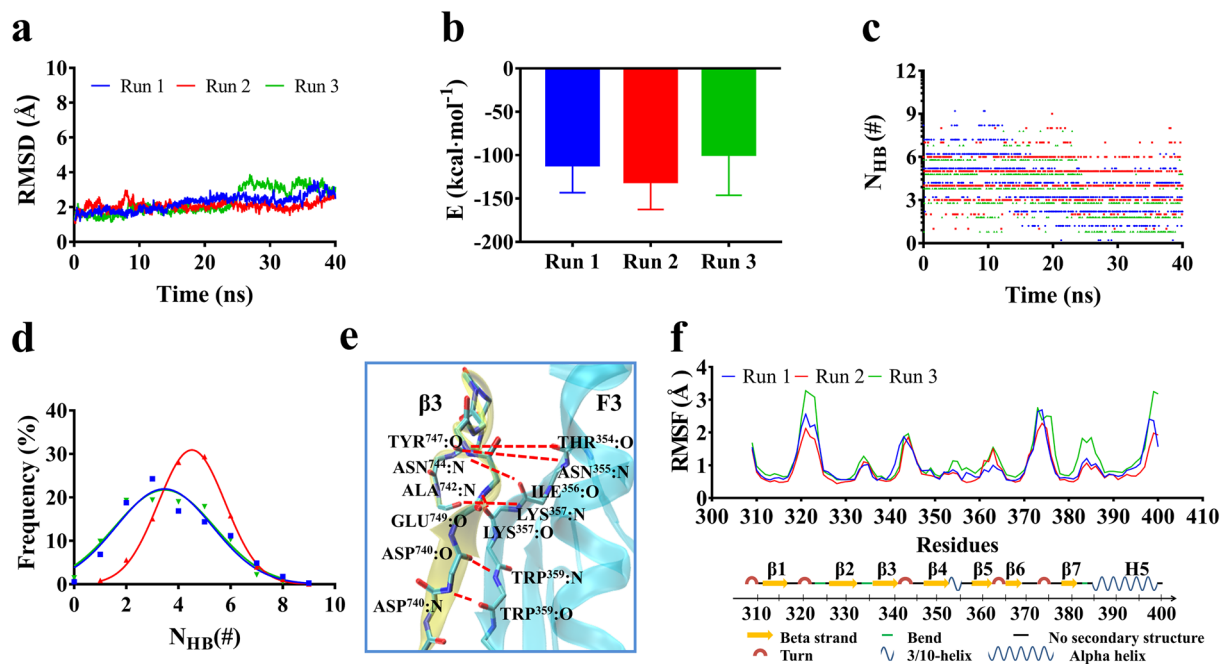 a
RMSD (Å)
10
8
6
4
2
0
Run 1 Run 2 Run 3
0 10 20 30 40
Time (ns)
b
E (kcal·mol⁻¹)
0
-50
-100
-150
-200
Run 1 Run 2 Run 3
c
N_HB (#)
12
9
6
3
0
0 10 20 30 40
Time (ns)
d
Frequency (%)
40
30
20
10
0
0 2 4 6 8 10
N_HB(#)
e
β3 F3
TYR⁷⁴⁷:O THR³⁵⁴:O
ASN⁷⁴⁴:N ASN³⁵⁵:N
ALA⁷⁴²:N ILE³⁵⁶:O
GLU⁷⁴⁹:O LYS³⁵⁷:N
LYS³⁵⁷:O
ASP⁷⁴⁰:O
TRP³⁵⁹:N
ASP⁷⁴⁰:N TRP³⁵⁹:O
f
RMSF (Å)
4
3
2
1
0
Run 1 Run 2 Run 3
300 310 320 330 340 350 360 370 380 390 400 410
Residues
β1 β2 β3 β4 β5 β6 β7 H5
310 320 330 340 350 360 370 380 390 400
Beta strand Bend No secondary structure
Turn 3/10-helix Alpha helix